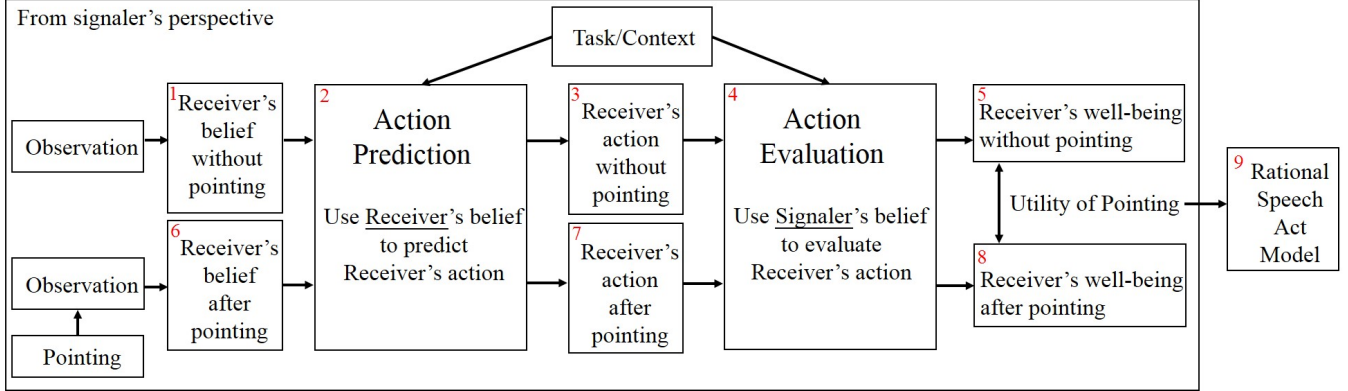 From signaler's perspective
Task/Context
Observation
1
Receiver's
belief
without
pointing
2
Action
Prediction
Use Receiver's belief
to predict
Receiver's action
3
Receiver's
action
without
pointing
4
Action
Evaluation
Use Signaler's belief
to evaluate
Receiver's action
5
Receiver's well-being
without pointing
Observation
Pointing
6
Receiver's
belief
after
pointing
7
Receiver's
action
after
pointing
Utility of Pointing
8
Receiver's well-being
after pointing
9
Rational
Speech
Act
Model